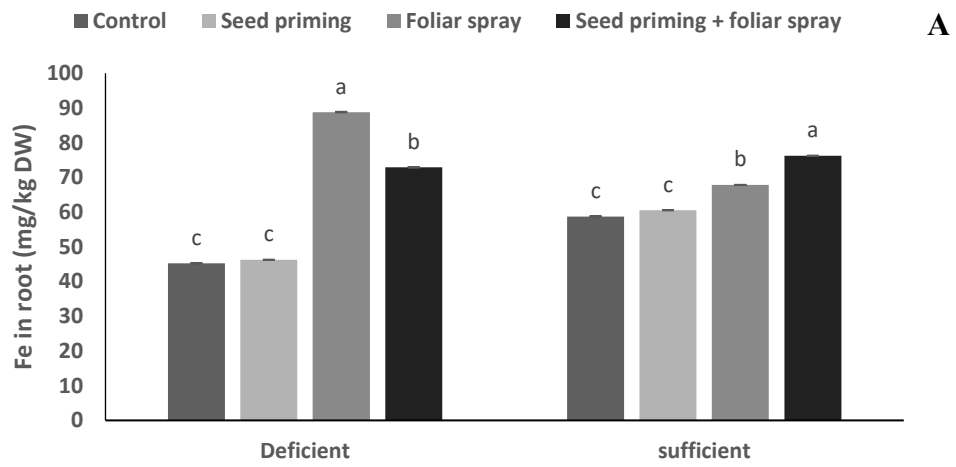 Control Seed priming Foliar spray Seed priming + foliar spray
A
Fe in root (mg/kg DW)
100
90
80
70
60
50
40
30
20
10
0
c c a b
c c b a
Deficient sufficient